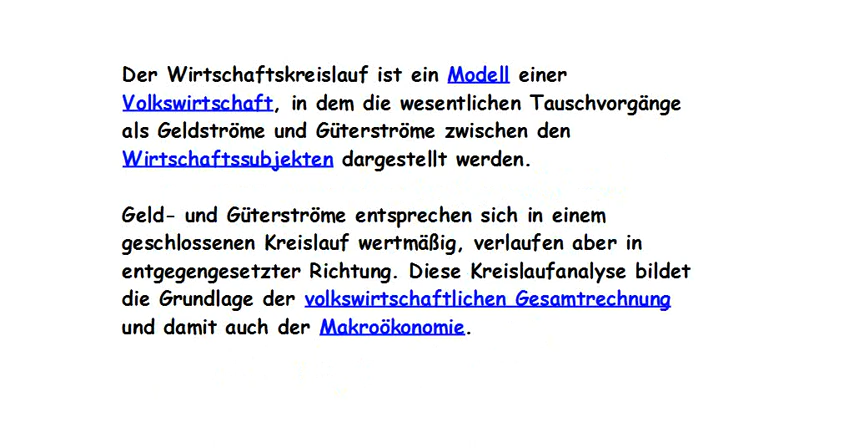 Der Wirtschaftskreislauf ist ein Modell einer
Volkswirtschaft, in dem die wesentlichen Tauschvorgänge
als Geldströme und Güterströme zwischen den
Wirtschaftssubjekten dargestellt werden.
Geld- und Güterströme entsprechen sich in einem
geschlossenen Kreislauf wertmäßig, verlaufen aber in
entgegengesetzter Richtung. Diese Kreislaufanalyse bildet
die Grundlage der volkswirtschaftlichen Gesamtrechnung
und damit auch der Makroökonomie.